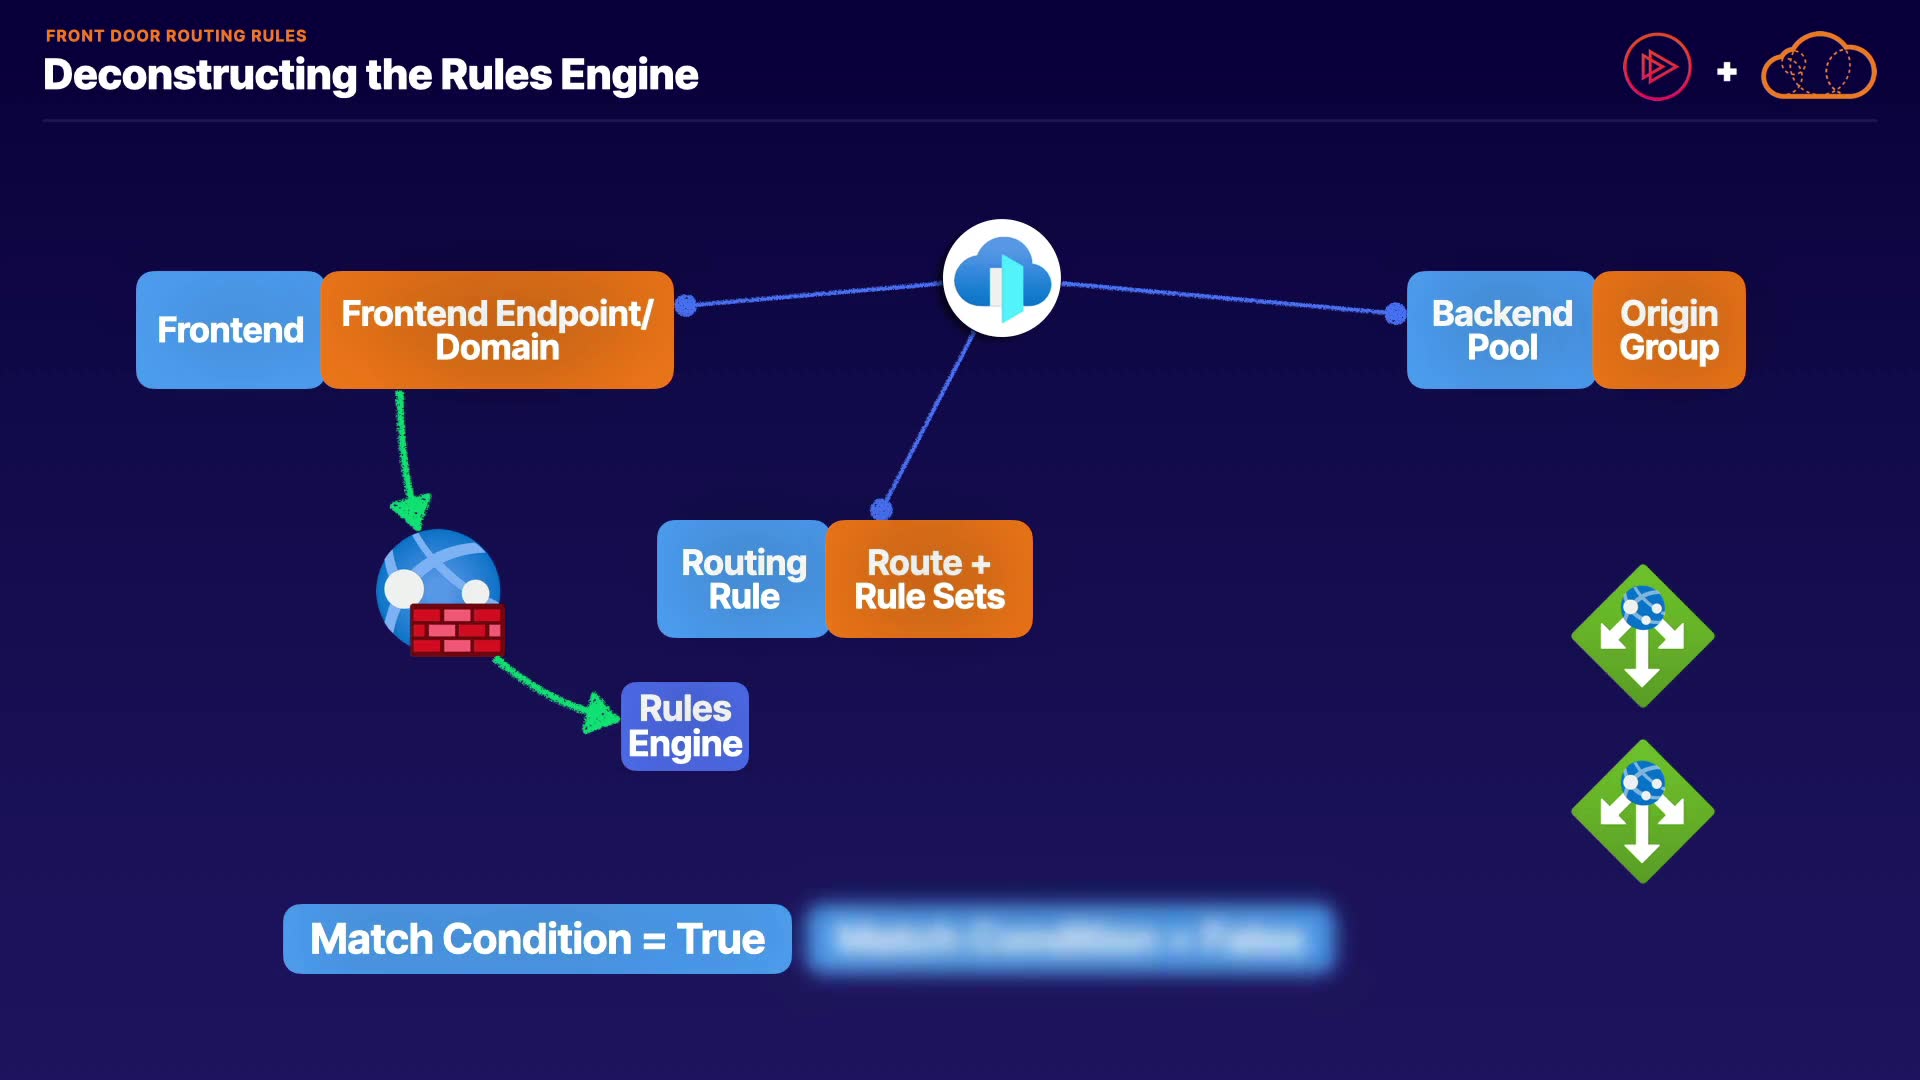 FRONT DOOR ROUTING RULES
Deconstructing the Rules Engine
+
Frontend
Frontend Endpoint/
Domain
Backend
Pool
Origin
Group
Routing
Rule
Route +
Rule Sets
Rules
Engine
Match Condition = True